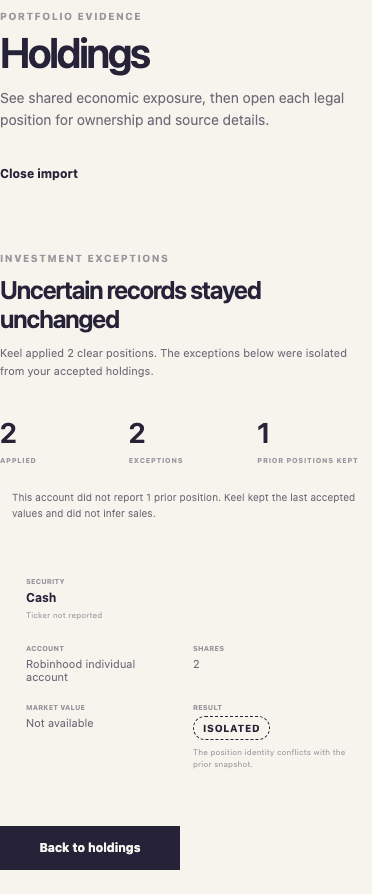 PORTFOLIO EVIDENCE
Holdings
See shared economic exposure, then open each legal
position for ownership and source details.
Close import
INVESTMENT EXCEPTIONS
Uncertain records stayed
unchanged
Keel applied 2 clear positions. The exceptions below were isolated
from your accepted holdings.
2
APPLIED
2
EXCEPTIONS
1
PRIOR POSITIONS KEPT
This account did not report 1 prior position. Keel kept the last accepted
values and did not infer sales.
SECURITY
Cash
Ticker not reported
ACCOUNT
Robinhood individual
account
SHARES
2
MARKET VALUE
Not available
RESULT
ISOLATED
The position identity conflicts with the
prior snapshot.
Back to holdings